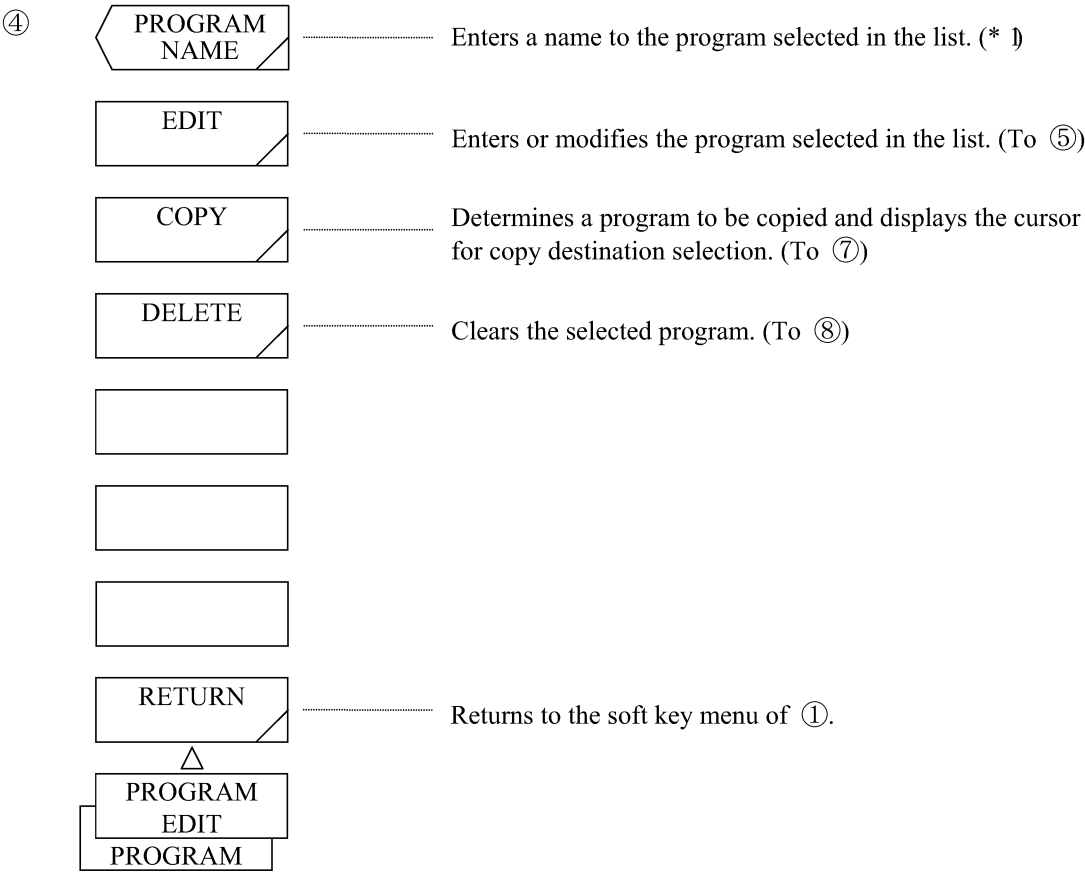 ④
PROGRAM
NAME
Enters a name to the program selected in the list. (* 1)
EDIT
Enters or modifies the program selected in the list. (To ⑤)
COPY
Determines a program to be copied and displays the cursor
for copy destination selection. (To ⑦)
DELETE
Clears the selected program. (To ⑧)
RETURN
Returns to the soft key menu of ①.
PROGRAM
EDIT
PROGRAM